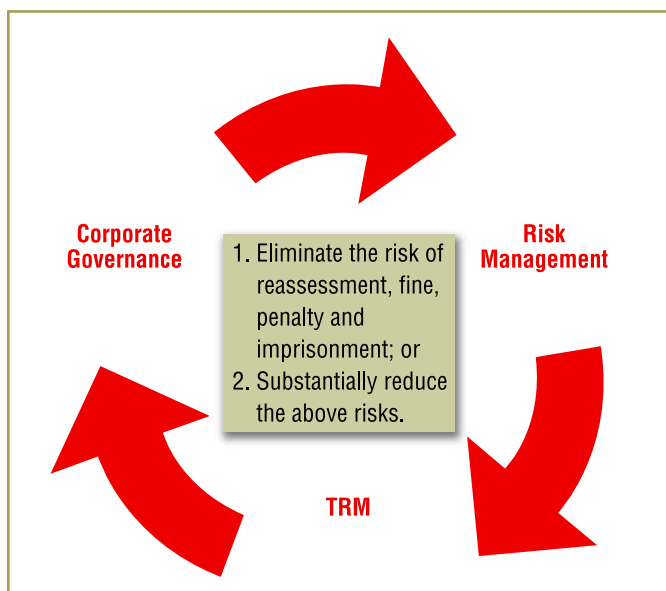 Corporate
Governance
Risk
Management
1. Eliminate the risk of
reassessment, fine,
penalty and
imprisonment; or
2. Substantially reduce
the above risks.
TRM